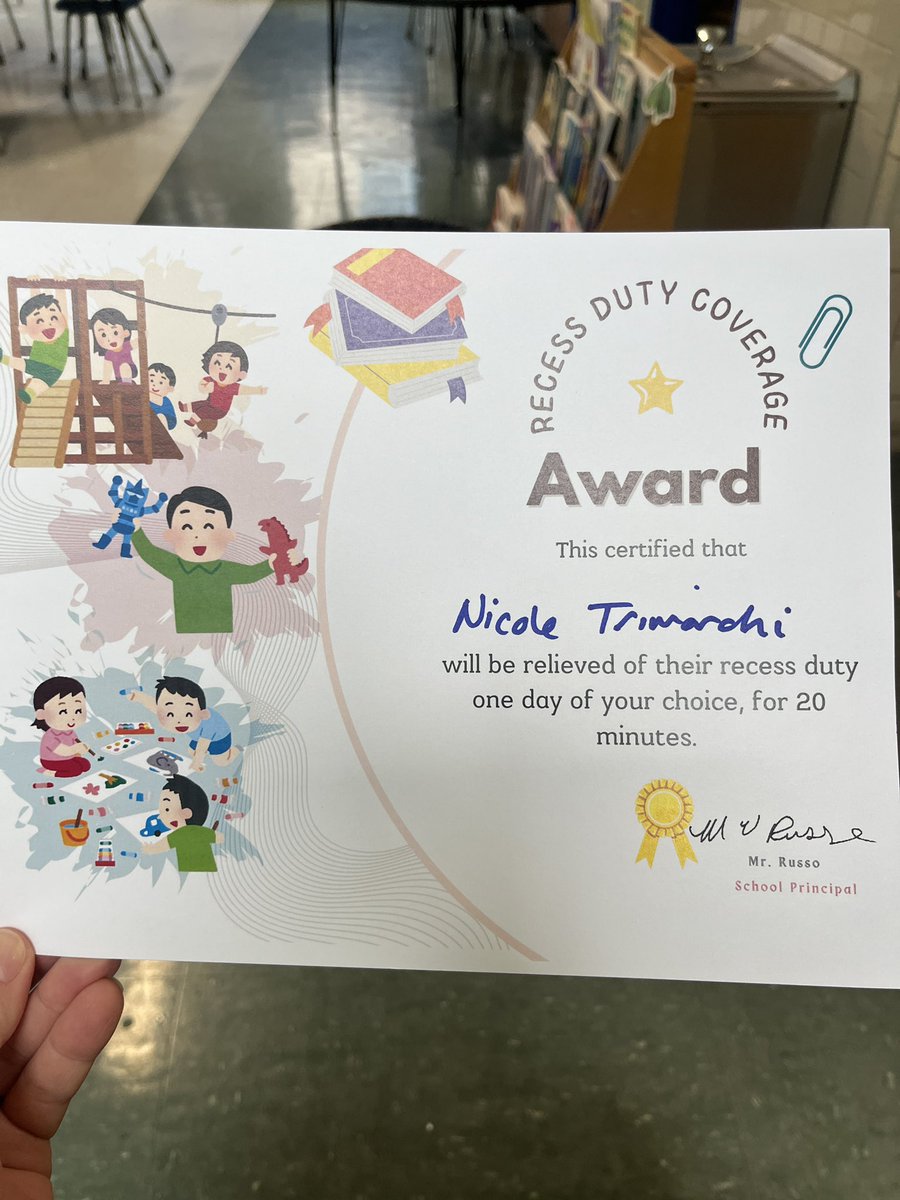 RECESS DUTY COVERAGE
Award
This certified that
Nicole Trimarchi
will be relieved of their recess duty
one day of your choice, for 20
minutes.
M V Russo
Mr. Russo
School Principal